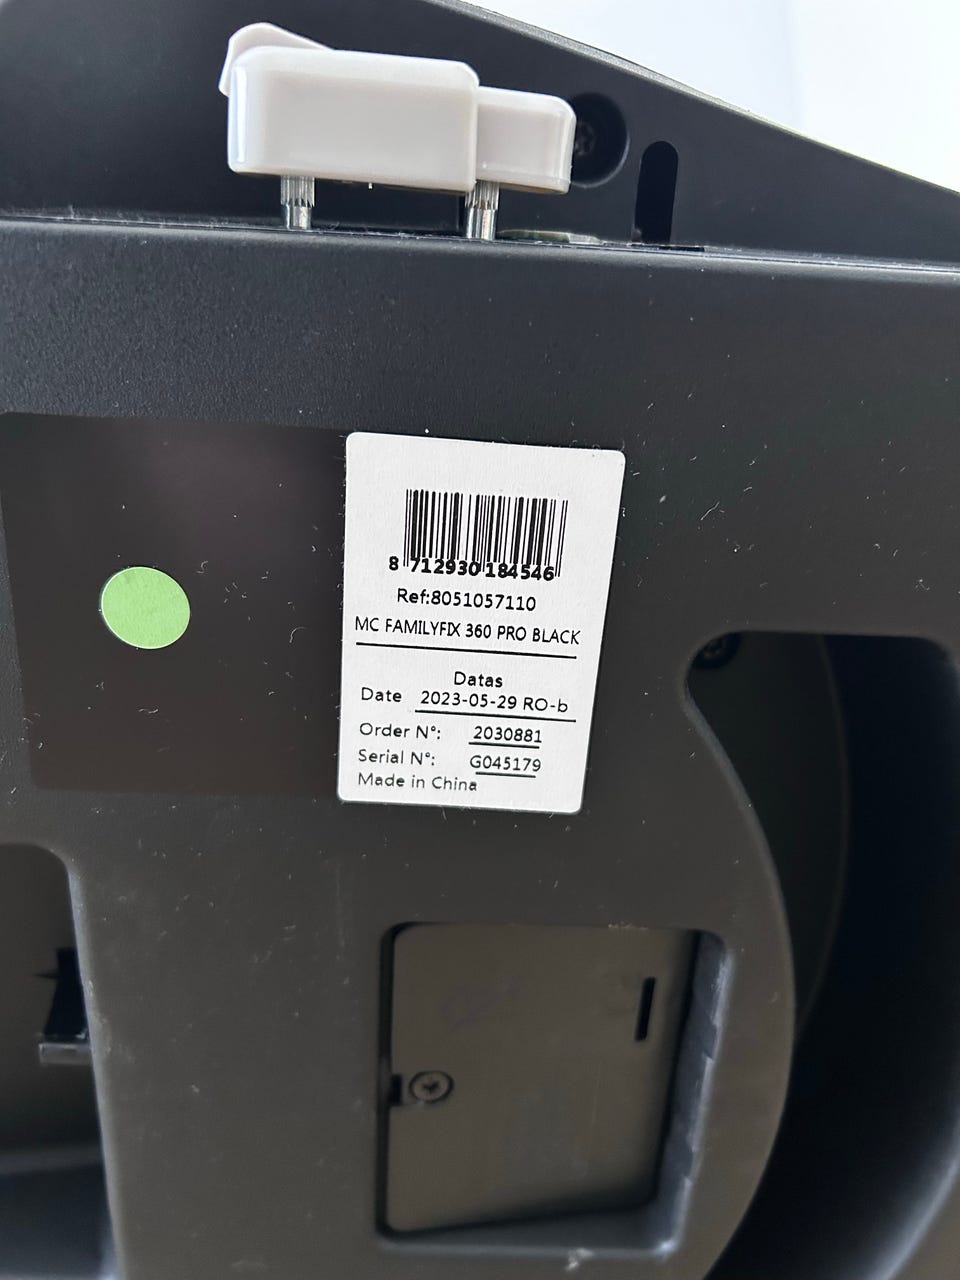 8 712930 184546
Ref:8051057110
MC FAMILYFIX 360 PRO BLACK
Datas
Date 2023-05-29 RO-b
Order N°: 2030881
Serial N°: G045179
Made in China